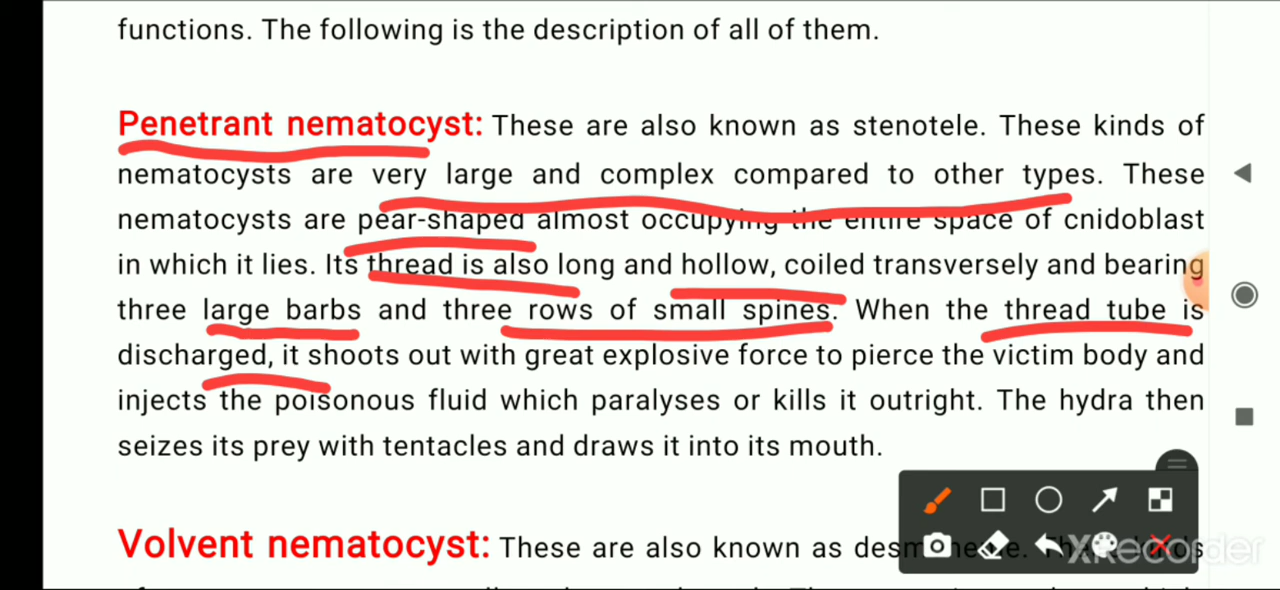 functions. The following is the description of all of them.
Penetrant nematocyst: These are also known as stenotele. These kinds of
nematocysts are very large and complex compared to other types. These
nematocysts are pear-shaped almost occupying the entire space of cnidoblast
in which it lies. Its thread is also long and hollow, coiled transversely and bearing
three large barbs and three rows of small spines. When the thread tube is
discharged, it shoots out with great explosive force to pierce the victim body and
injects the poisonous fluid which paralyses or kills it outright. The hydra then
seizes its prey with tentacles and draws it into its mouth.
Volvent nematocyst: These are also known as
XRecorder